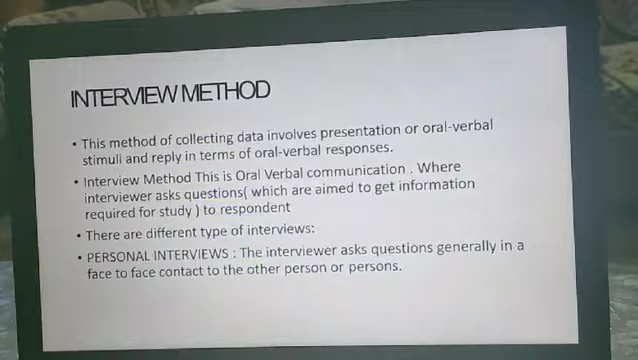 INTERVIEW METHOD
• This method of collecting data involves presentation or oral-verbal
stimuli and reply in terms of oral-verbal responses.
• Interview Method This is Oral Verbal communication . Where
interviewer asks questions( which are aimed to get information
required for study ) to respondent
• There are different type of interviews:
• PERSONAL INTERVIEWS : The interviewer asks questions generally in a
face to face contact to the other person or persons.